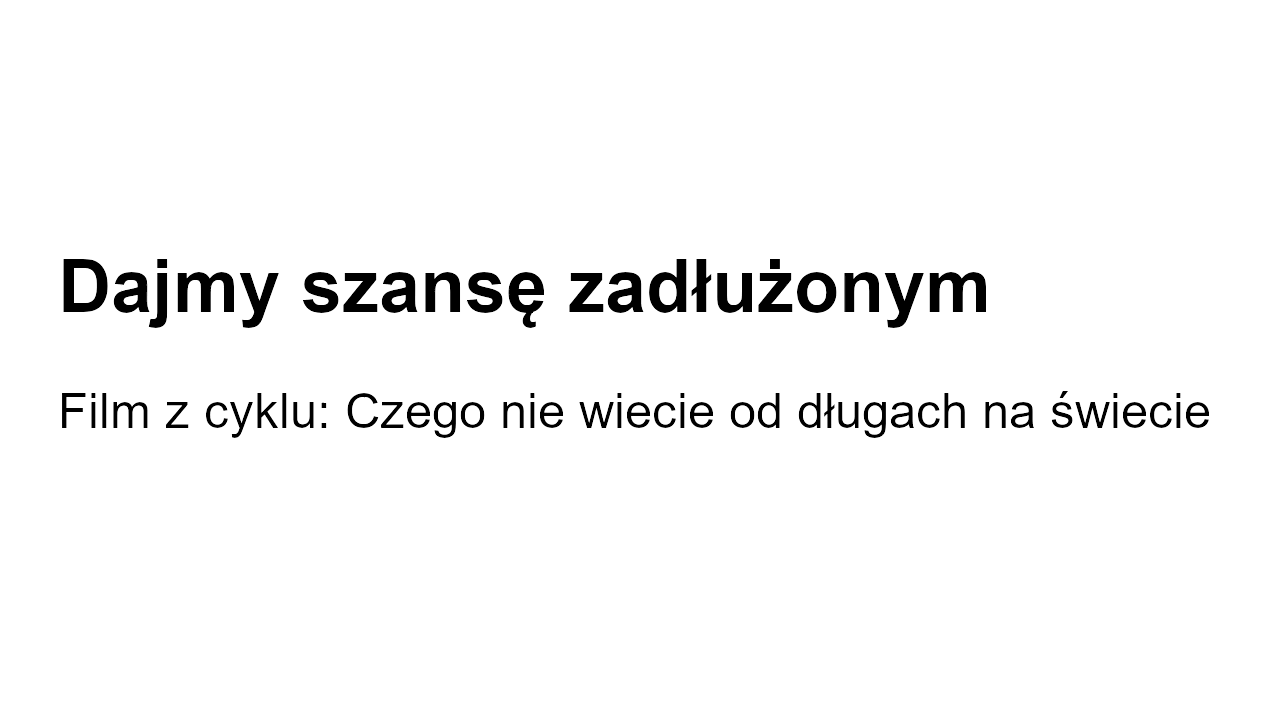 Dajmy szansę zadłużonym
Film z cyklu: Czego nie wiecie od długach na świecie